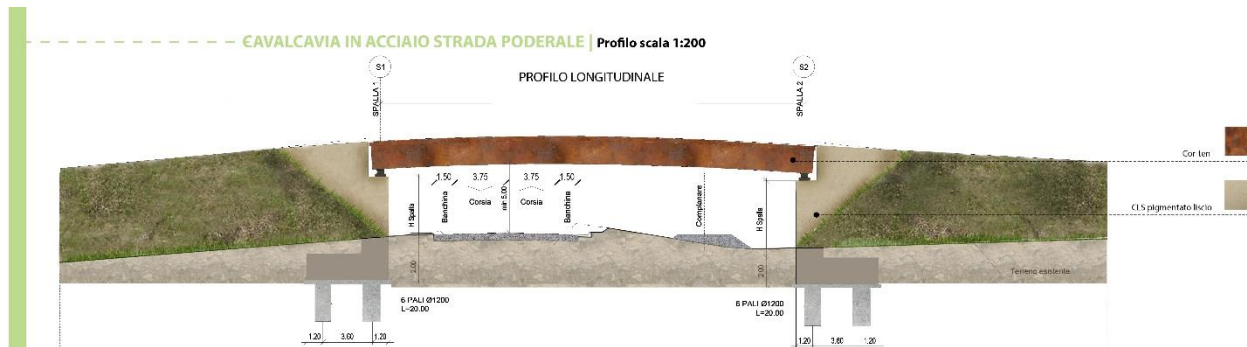 CAVALCAVIA IN ACCIAIO STRADA PODERALE | Profilo scala 1:200
S1
S2
PROFILO LONGITUDINALE
SPALLA 1
SPALLA 2
Cor ten
1.50 3.75 3.75 1.50
H Spalla
Banchina
Corsia
min 5.00
Corsia
Banchina
Complanare
H Spalla
CLS pigmentato liscio
2.00
2.00
Terreno esistente
6 PALI Ø1200
L=20.00
6 PALI Ø1200
L=20.00
1.20 3.60 1.20
1.20 3.60 1.20